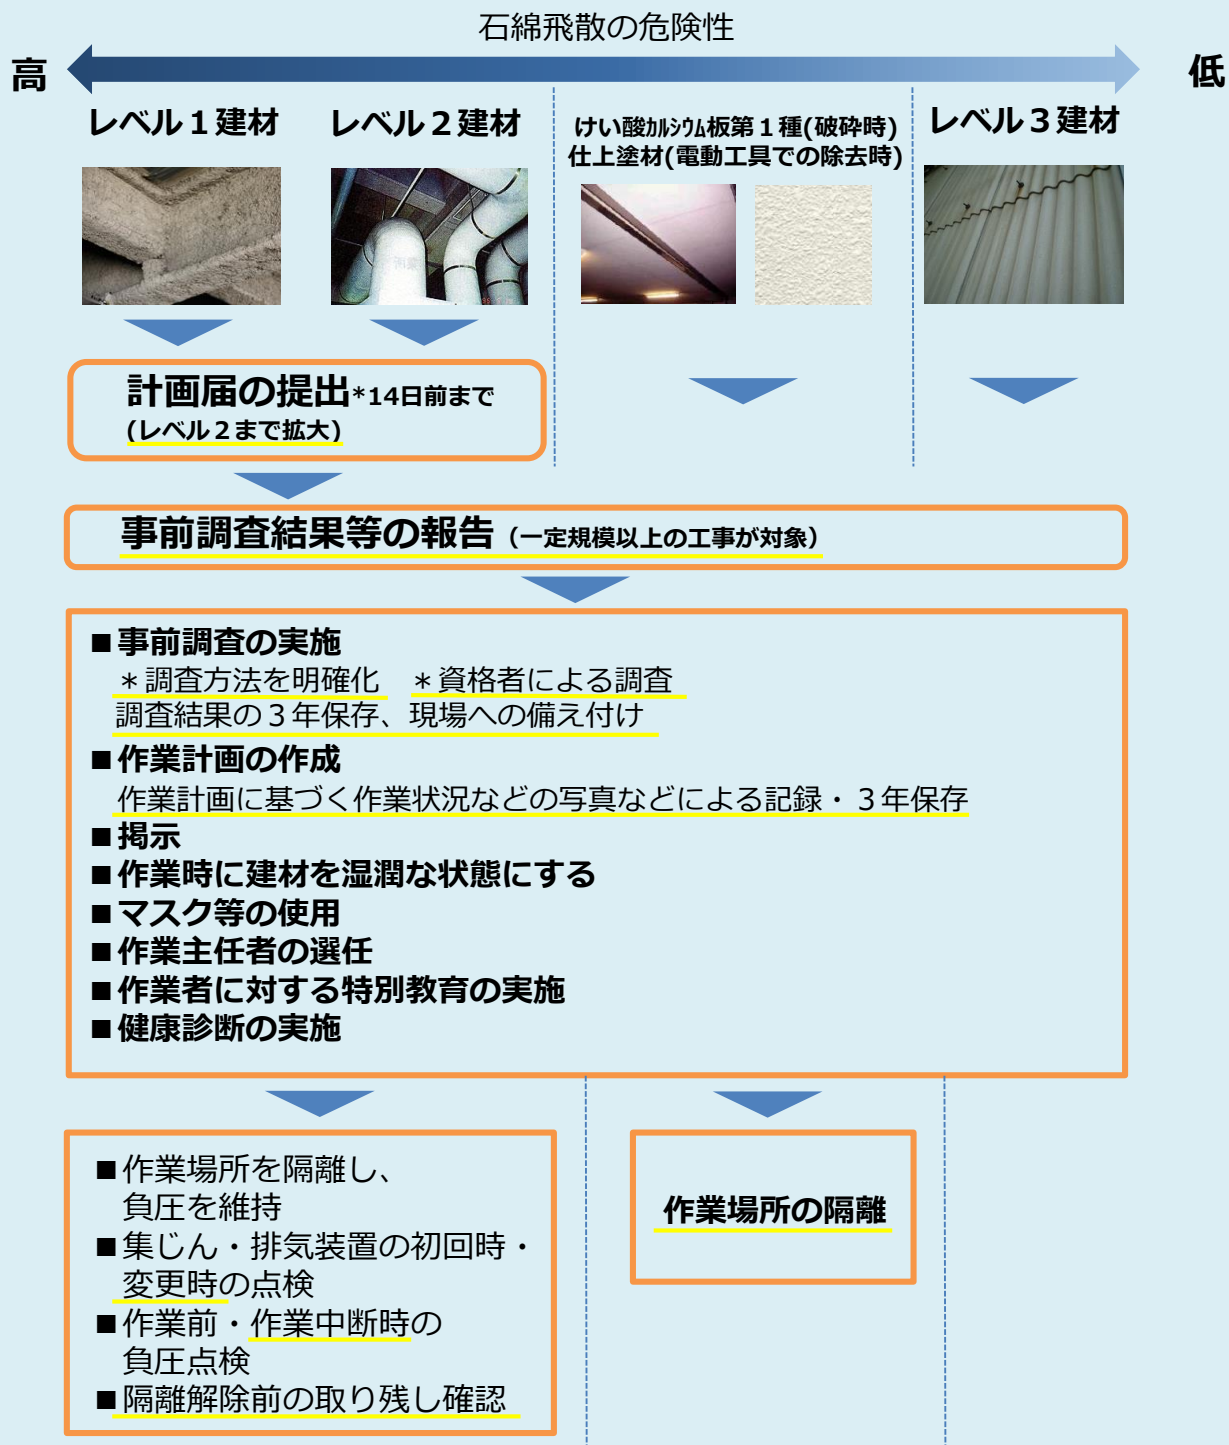 石綿飛散の危険性
高
低
レベル１建材
レベル２建材
けい酸ｶﾙｼｳﾑ板第１種(破砕時)
仕上塗材(電動工具での除去時)
レベル３建材
計画届の提出*14日前まで
(レベル２まで拡大)
事前調査結果等の報告（一定規模以上の工事が対象）
■事前調査の実施
＊調査方法を明確化　＊資格者による調査
調査結果の３年保存、現場への備え付け
■作業計画の作成
作業計画に基づく作業状況などの写真などによる記録・３年保存
■掲示
■作業時に建材を湿潤な状態にする
■マスク等の使用
■作業主任者の選任
■作業者に対する特別教育の実施
■健康診断の実施
■作業場所を隔離し、
負圧を維持
■集じん・排気装置の初回時・
変更時の点検
■作業前・作業中断時の
負圧点検
■隔離解除前の取り残し確認
作業場所の隔離